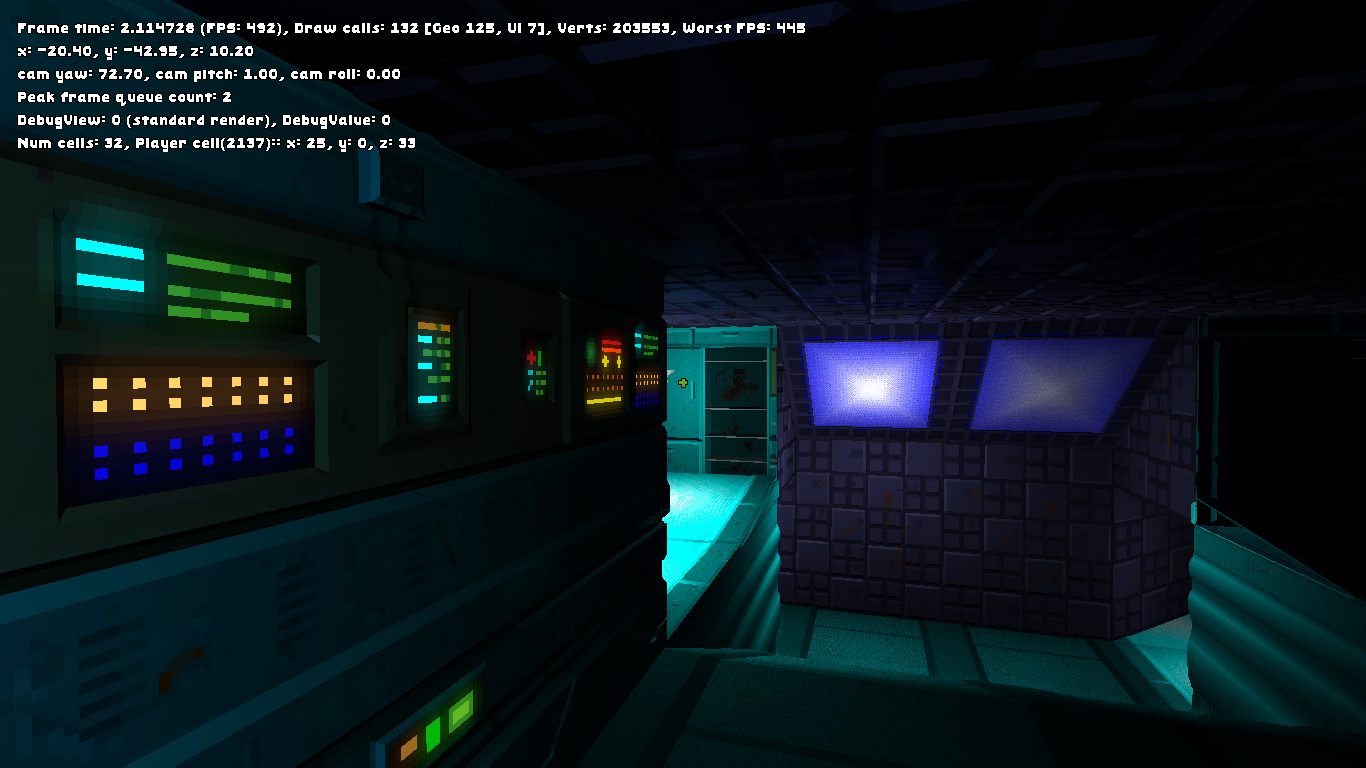 Frame time: 2.114728 (FPS: 492), Draw calls: 132 [Geo 125, UI 7], Verts: 203553, Worst FPS: 445
x: -20.40, y: -42.95, z: 10.20
cam yaw: 72.70, cam pitch: 1.00, cam roll: 0.00
Peak frame queue count: 2
DebugView: 0 (standard render), DebugValue: 0
Num cells: 32, Player cell(2137):: x: 25, y: 0, z: 33